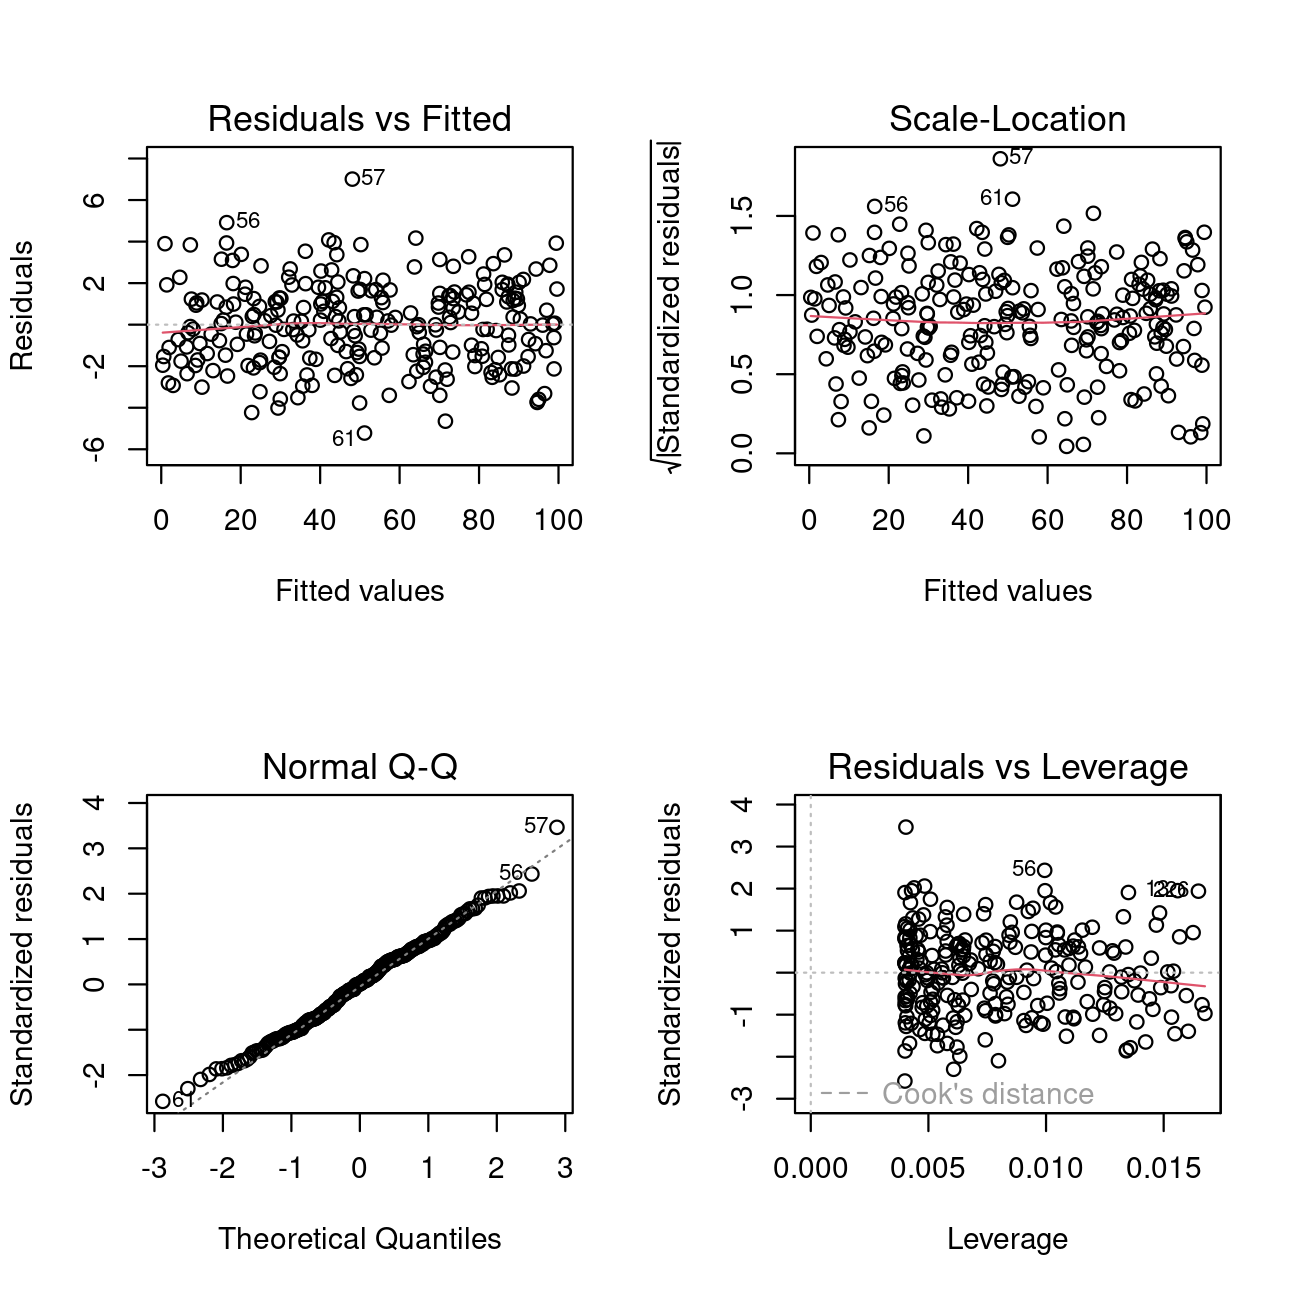 Residuals vs Fitted
Residuals
6
2
-2
-6
57
56
61
0 20 40 60 80 100
Fitted values
Scale-Location
√|Standardized residuals|
1.5
1.0
0.5
0.0
57
56
61
0 20 40 60 80 100
Fitted values
Normal Q-Q
Standardized residuals
4
3
2
1
0
-2
57
56
61
-3 -2 -1 0 1 2 3
Theoretical Quantiles
Residuals vs Leverage
Standardized residuals
4
3
2
1
-1
-3
56
Cook's distance
0.000 0.005 0.010 0.015
Leverage